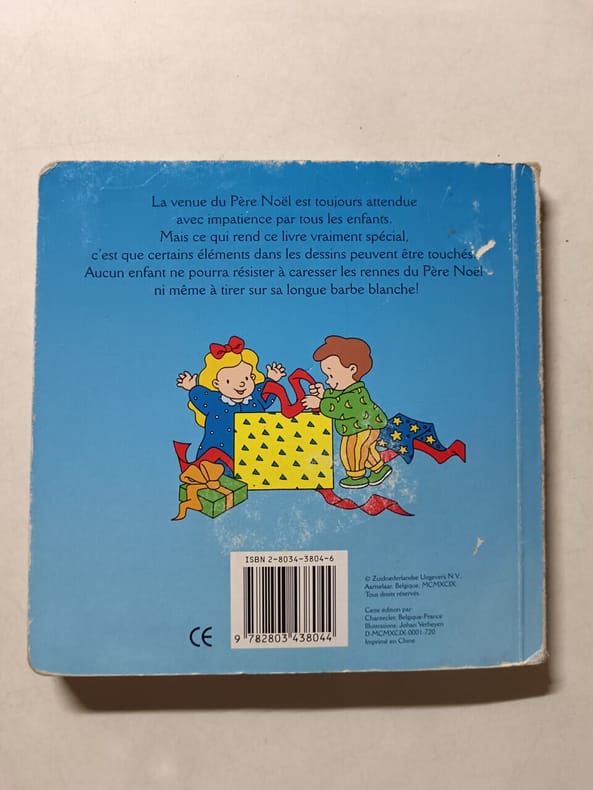 La venue du Père Noël est toujours attendue
avec impatience par tous les enfants.
Mais ce qui rend ce livre vraiment spécial,
c'est que certains éléments dans les dessins peuvent être touchés.
Aucun enfant ne pourra résister à caresser les rennes du Père Noël
ni même à tirer sur sa longue barbe blanche!
ISBN 2-8034-3804-6
9 782803 438044
CE
© Zuidnederlandse Uitgeverij N.V.,
Aartselaar, Belgique, MCMXCIX.
Tous droits réservés.
Cette édition par:
Chantecler, Belgique-France
Illustrations: Johan Verheyen
D-MCMXCIX-0001-720
Imprimé en Chine